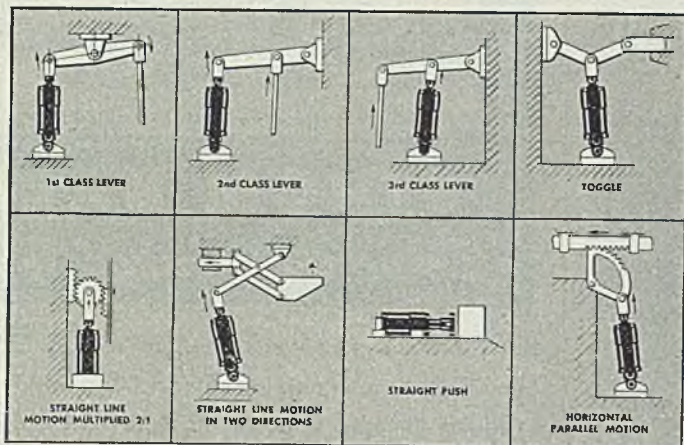 1st CLASS LEVER
2nd CLASS LEVER
3rd CLASS LEVER
TOGGLE
STRAIGHT LINE
MOTION MULTIPLIED 2:1
STRAIGHT LINE MOTION
IN TWO DIRECTIONS
STRAIGHT PUSH
HORIZONTAL
PARALLEL MOTION